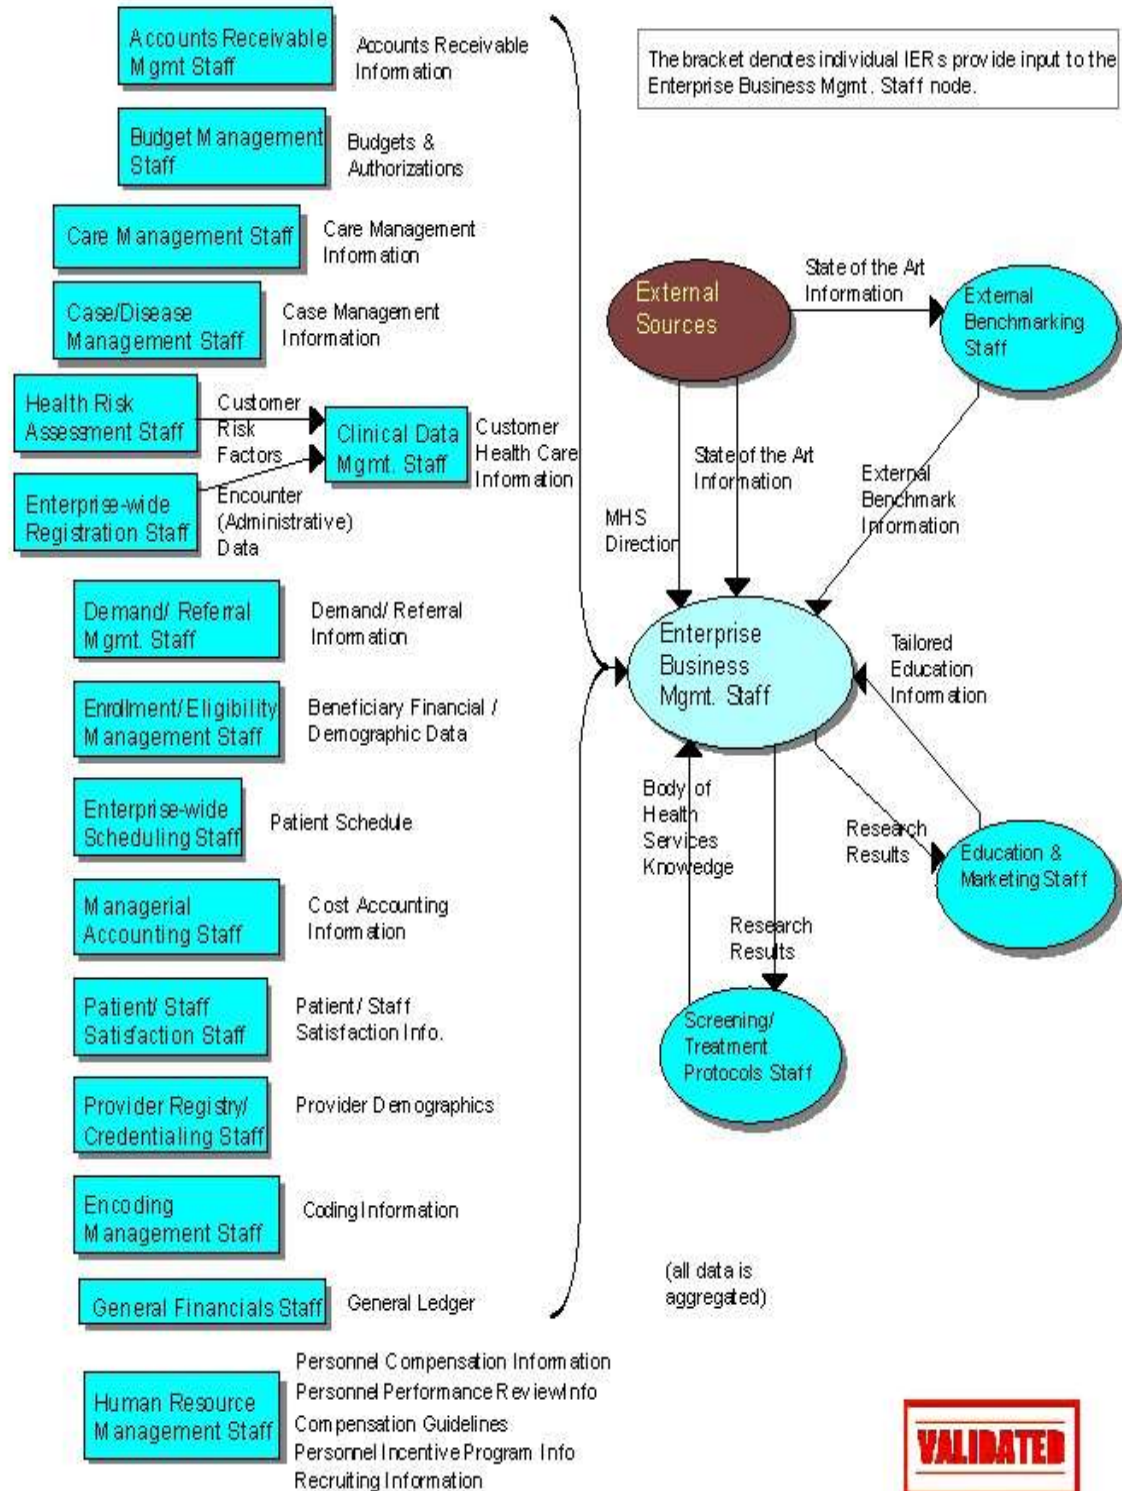 Accounts Receivable
Mgmt Staff
Accounts Receivable
Information
The bracket denotes individual IERs provide input to the
Enterprise Business Mgmt. Staff node.
Budget Management
Staff
Budgets &
Authorizations
Care Management Staff
Care Management
Information
Case/Disease
Management Staff
Case Management
Information
Health Risk
Assessment Staff
Customer
Risk
Factors
Clinical Data
Mgmt. Staff
Customer
Health Care
Information
Enterprise-wide
Registration Staff
Encounter
(Administrative)
Data
Demand/ Referral
Mgmt. Staff
Demand/ Referral
Information
Enrollment/ Eligibility
Management Staff
Beneficiary Financial /
Demographic Data
Enterprise-wide
Scheduling Staff
Patient Schedule
Managerial
Accounting Staff
Cost Accounting
Information
Patient/ Staff
Satisfaction Staff
Patient/ Staff
Satisfaction Info.
Provider Registry/
Credentialing Staff
Provider Demographics
Encoding
Management Staff
Coding Information
General Financials Staff
General Ledger
Human Resource
Management Staff
Personnel Compensation Information
Personnel Performance Review Info
Compensation Guidelines
Personnel Incentive Program Info
Recruiting Information
External
Sources
State of the Art
Information
External
Benchmarking
Staff
State of the Art
Information
MHS
Direction
External
Benchmark
Information
Enterprise
Business
Mgmt. Staff
Tailored
Education
Information
Body of
Health
Services
Knowledge
Research
Results
Education &
Marketing Staff
Research
Results
Screening/
Treatment
Protocols Staff
(all data is
aggregated)
VALIDATED